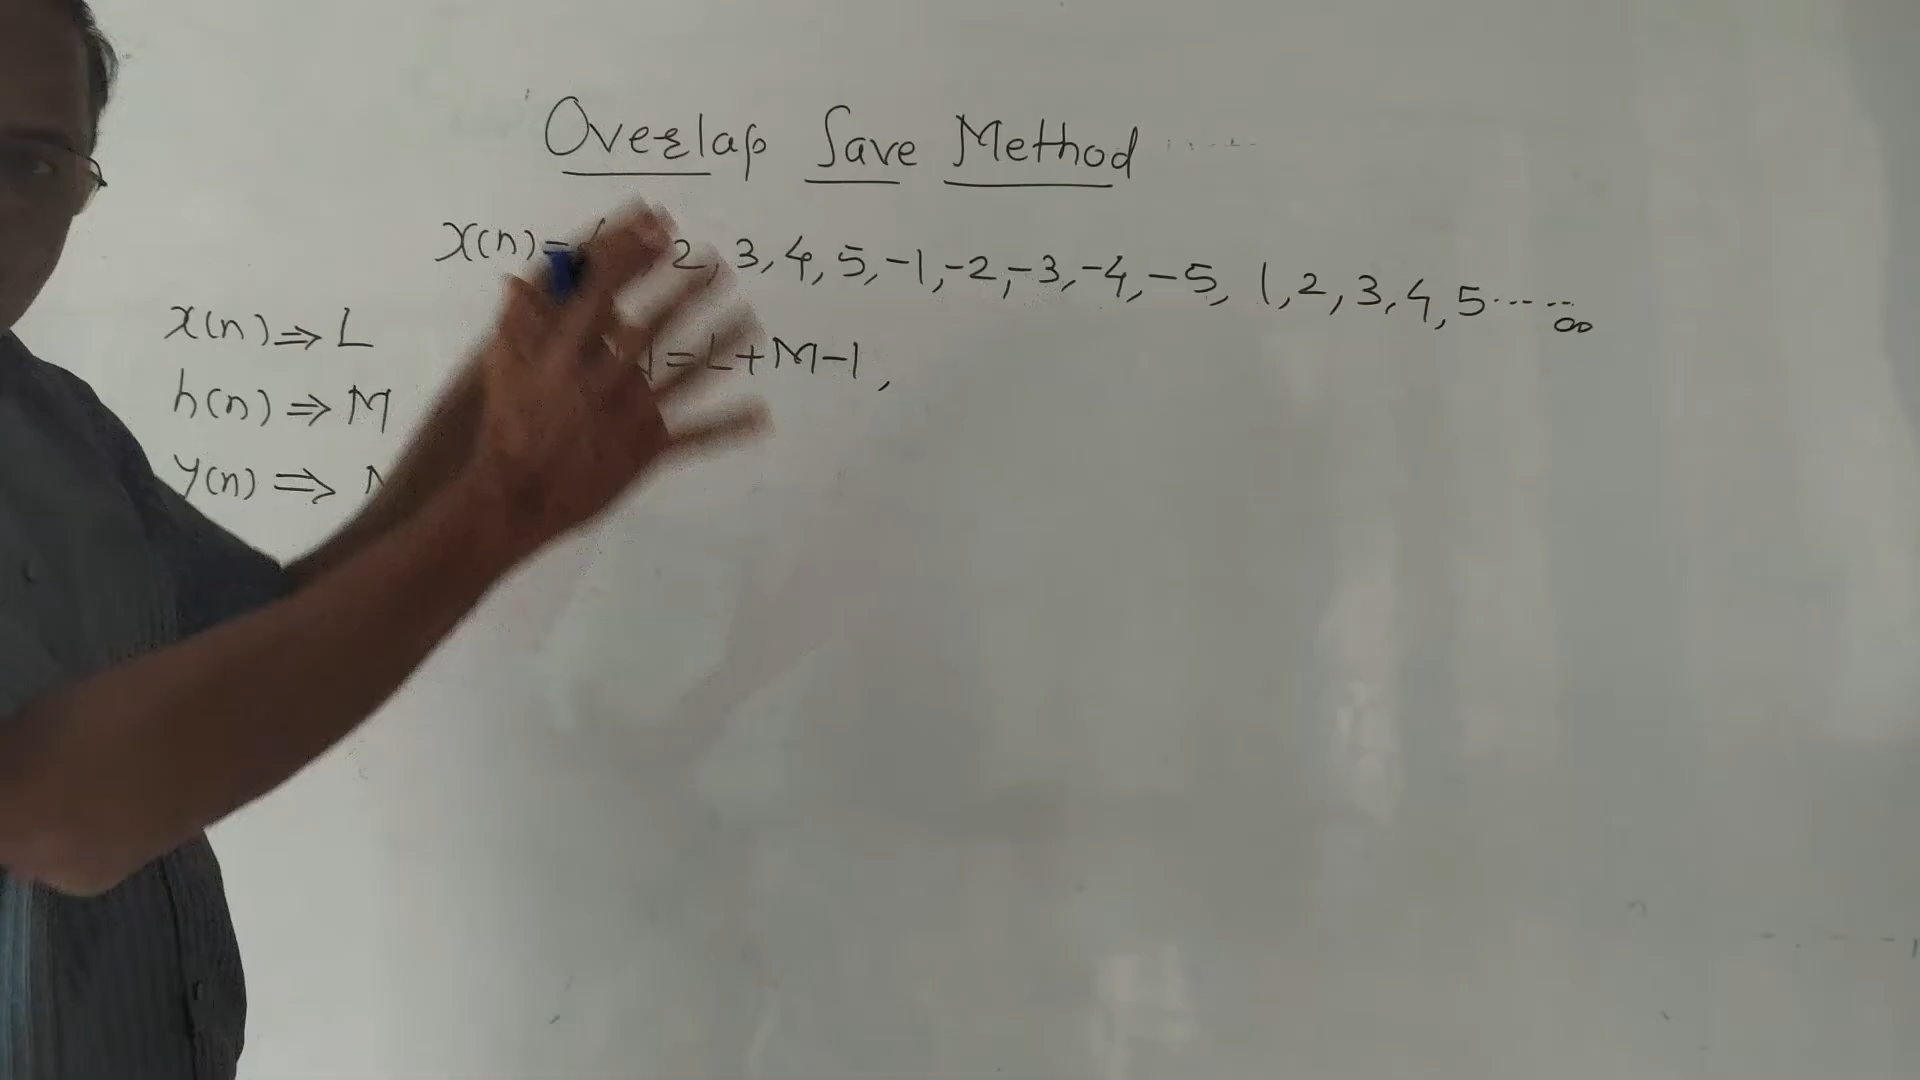 Overlap Save Method
x(n)= 2, 3, 4, 5, -1, -2, -3, -4, -5, 1, 2, 3, 4, 5 ..... ∞
x(n) ⇒ L
=L+M-1,
h(n) ⇒ M
y(n) ⇒